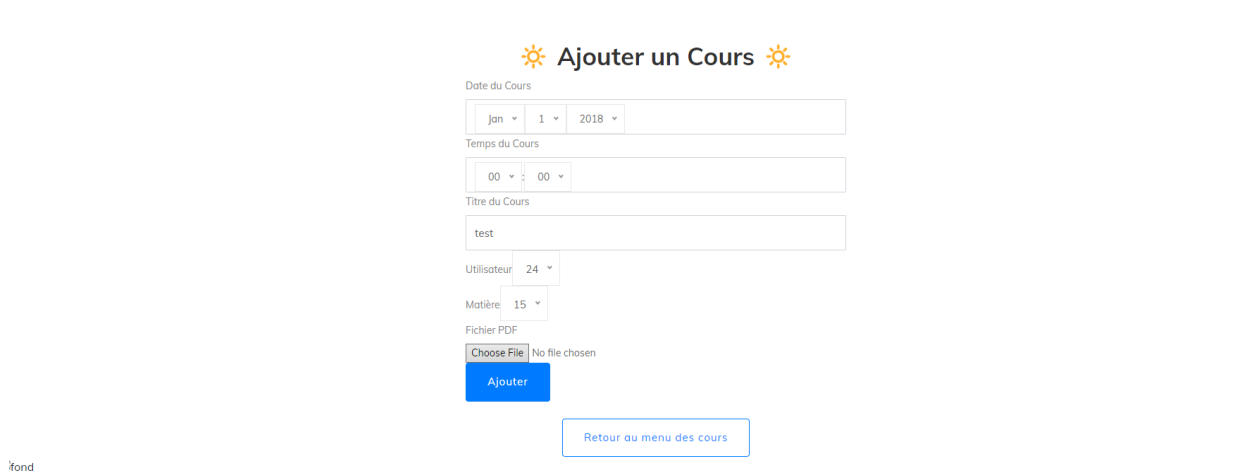 Ajouter un Cours
Date du Cours
Jan 1 2018
Temps du Cours
00 : 00
Titre du Cours
test
Utilisateur 24
Matière 15
Fichier PDF
Choose File No file chosen
Ajouter
Retour au menu des cours
fond